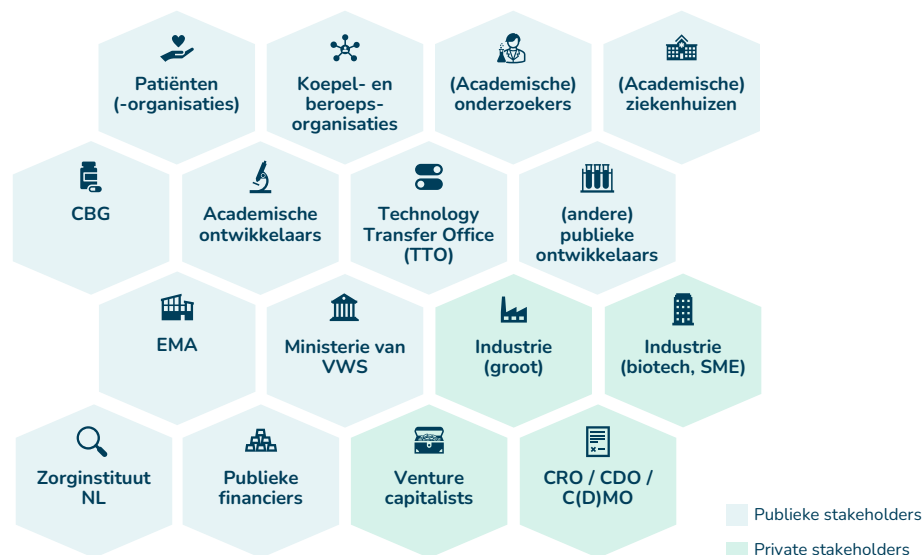 Patiënten
(-organisaties)
Koepel- en
beroeps-
organisaties
(Academische)
onderzoekers
(Academische)
ziekenhuizen
CBG
Academische
ontwikkelaars
Technology
Transfer Office
(TTO)
(andere)
publieke
ontwikkelaars
EMA
Ministerie van
VWS
Industrie
(groot)
Industrie
(biotech, SME)
Zorginstituut
NL
Publieke
financiers
Venture
capitalists
CRO / CDO /
C(D)MO
Publieke stakeholders
Private stakeholders